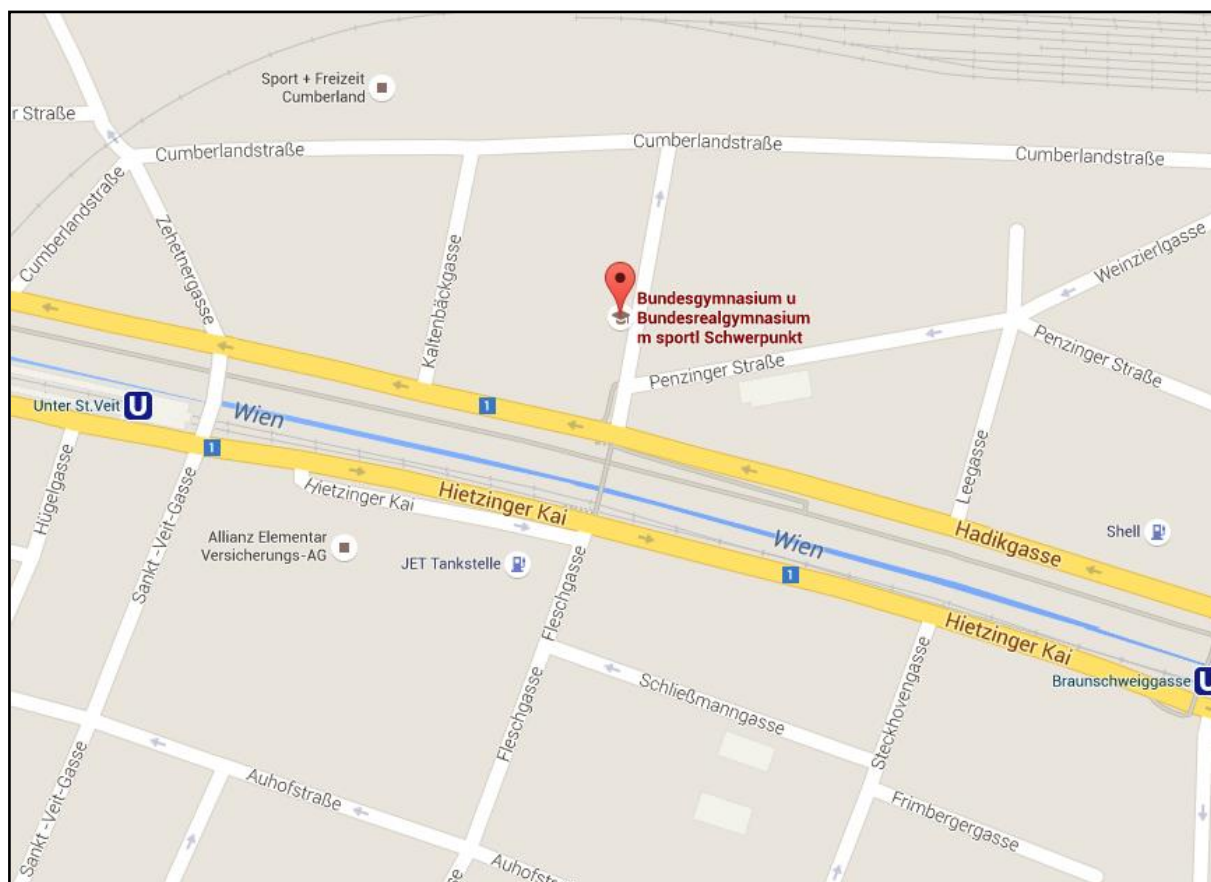 Sport + Freizeit
Cumberland
r Straße
Cumberlandstraße
Cumberlandstraße
Cumberlandstraße
Cumberlandstraße
Zehetnergasse
Kaltenbäckgasse
Weinzierlgasse
Bundesgymnasium u
Bundesrealgymnasium
m sportl Schwerpunkt
Penzinger Straße
Penzinger Straße
Unter St.Veit
U
Wien
1
1
Hügelgasse
Sankt -Veit-Gasse
Hietzinger Kai
Hietzinger Kai
Leegasse
Hadikgasse
Shell
Wien
Allianz Elementar
Versicherungs-AG
JET Tankstelle
1
Fleschgasse
Hietzinger Kai
Braunschweiggasse
U
Schließmanngasse
Steckhovengasse
Fleschgasse
Sankt -Veit-Gasse
Auhofstraße
Frimbergergasse
Auhofstraße